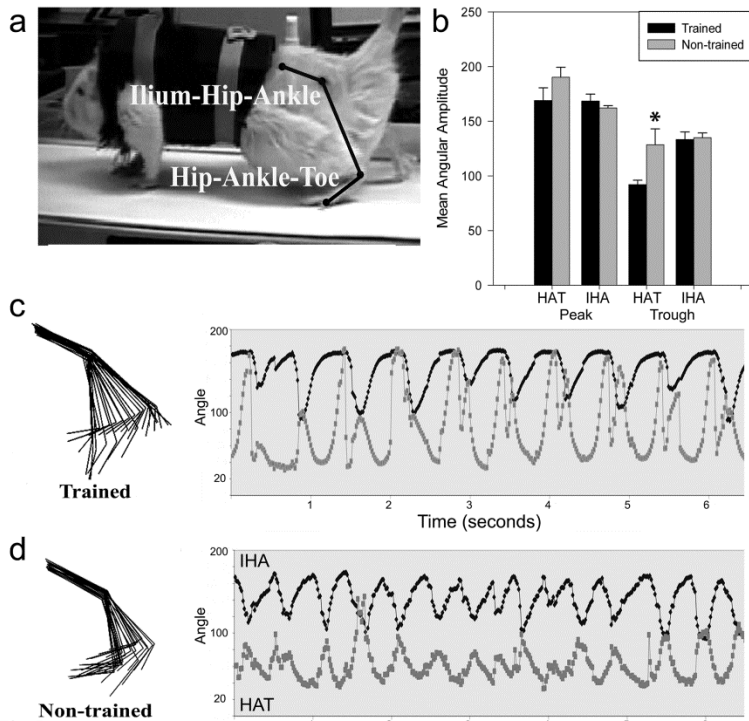 a
Ilium-Hip-Ankle
Hip-Ankle-Toe
b
Trained
Non-trained
Mean Angular Amplitude
250
200
150
100
50
0
*
HAT IHA HAT IHA
Peak Trough
c
Trained
Angle
200
100
20
1 2 3 4 5 6
Time (seconds)
d
Non-trained
Angle
200
100
20
IHA
HAT